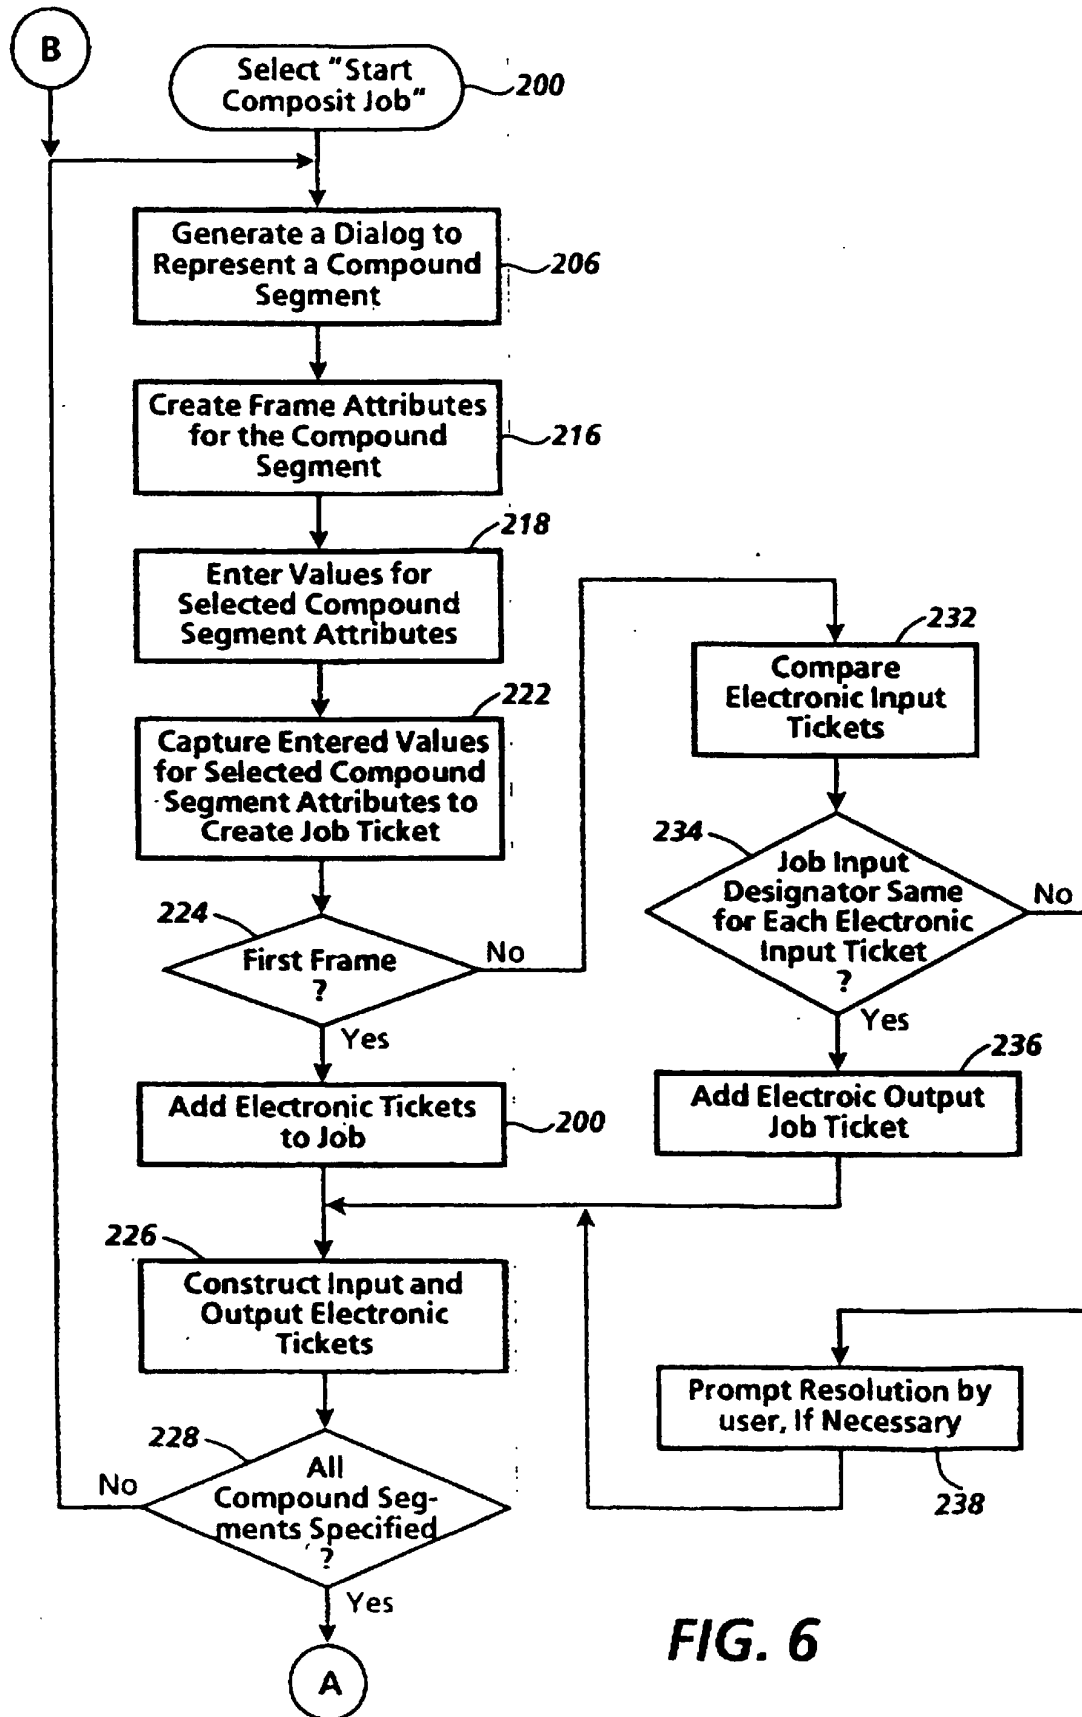 B
Select "Start
Composit Job"
200
Generate a Dialog to
Represent a Compound
Segment
206
Create Frame Attributes
for the Compound
Segment
216
218
Enter Values for
Selected Compound
Segment Attributes
222
Capture Entered Values
for Selected Compound
Segment Attributes to
Create Job Ticket
224
First Frame
?
No
Yes
Add Electronic Tickets
to Job
200
226
Construct Input and
Output Electronic
Tickets
228
All
Compound Seg-
ments Specified
?
No
Yes
A
232
Compare
Electronic Input
Tickets
234
Job Input
Designator Same
for Each Electronic
Input Ticket
?
No
Yes
236
Add Electroic Output
Job Ticket
Prompt Resolution by
user, If Necessary
238
FIG. 6